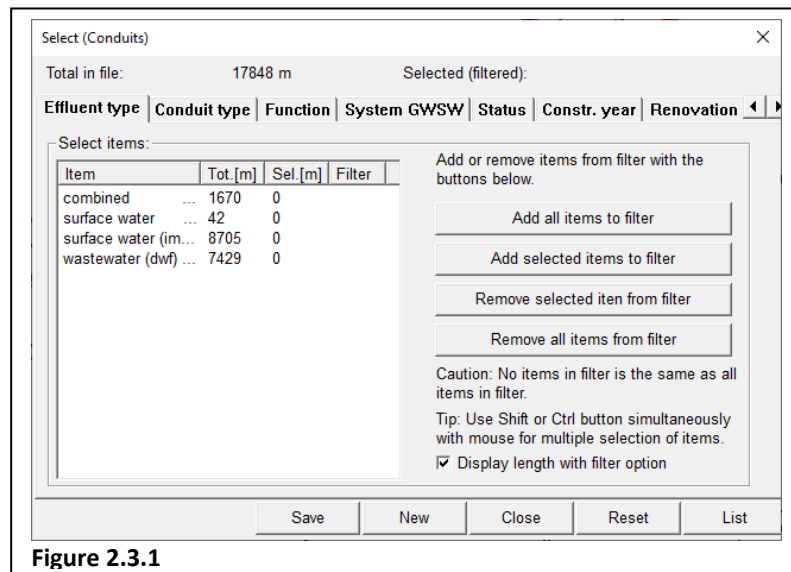 Select (Conduits)
Total in file: 17848 m Selected (filtered):
Effluent type Conduit type Function System GWSW Status Constr. year Renovation
Select items:
Item Tot.[m] Sel.[m] Filter
combined ... 1670 0
surface water ... 42 0
surface water (im... 8705 0
wastewater (dwf) ... 7429 0
Add or remove items from filter with the
buttons below.
Add all items to filter
Add selected items to filter
Remove selected iten from filter
Remove all items from filter
Caution: No items in filter is the same as all
items in filter.
Tip: Use Shift or Ctrl button simultaneously
with mouse for multiple selection of items.
Display length with filter option
Save New Close Reset List
Figure 2.3.1